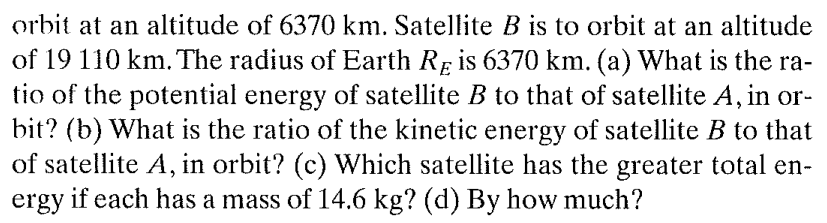 orbit at an altitude of 6370 km. Satellite B is to orbit at an altitude
of 19 110 km. The radius of Earth R_E is 6370 km. (a) What is the ra-
tio of the potential energy of satellite B to that of satellite A, in or-
bit? (b) What is the ratio of the kinetic energy of satellite B to that
of satellite A, in orbit? (c) Which satellite has the greater total en-
ergy if each has a mass of 14.6 kg? (d) By how much?